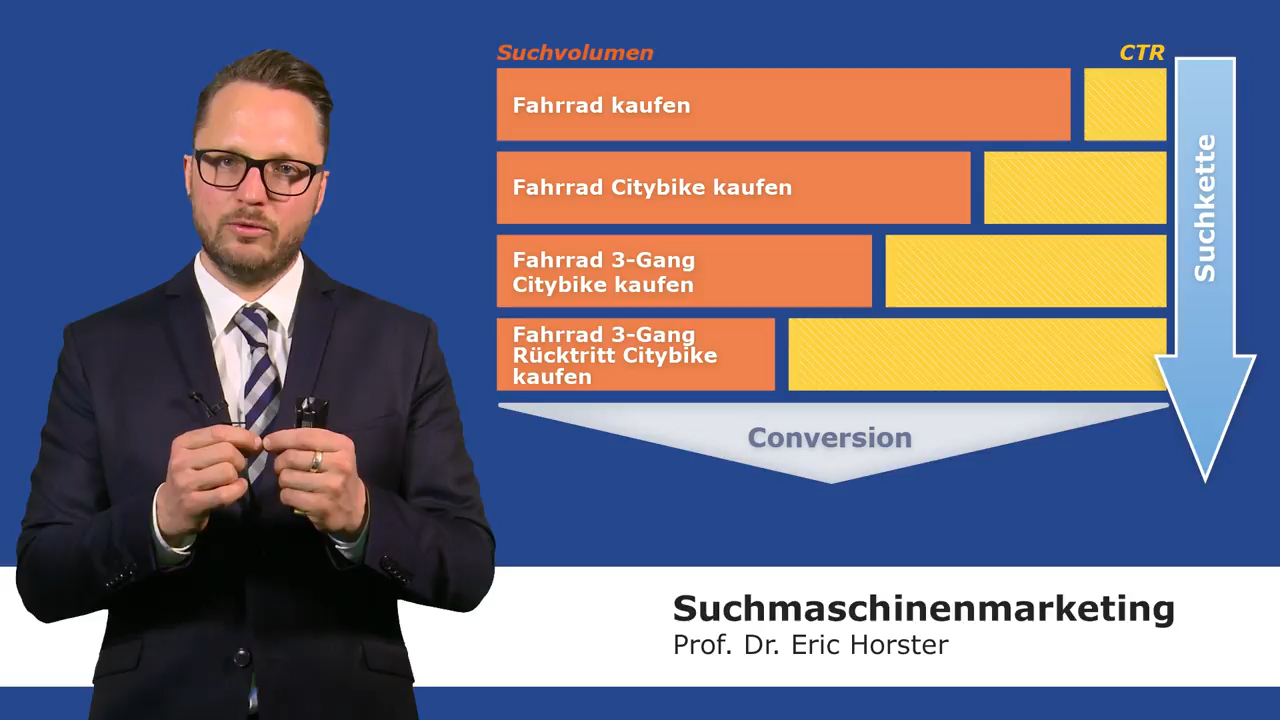 Suchvolumen
CTR
Fahrrad kaufen
Fahrrad Citybike kaufen
Fahrrad 3-Gang
Citybike kaufen
Fahrrad 3-Gang
Rücktritt Citybike
kaufen
Suchkette
Conversion
Suchmaschinenmarketing
Prof. Dr. Eric Horster